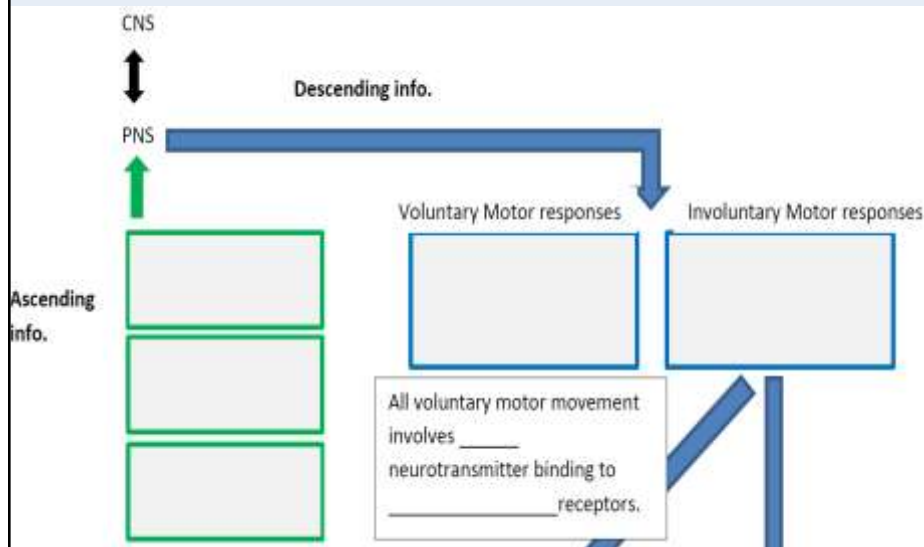 CNS
Descending info.
PNS
Voluntary Motor responses
Involuntary Motor responses
Ascending
info.
All voluntary motor movement
involves ______
neurotransmitter binding to
_________________receptors.